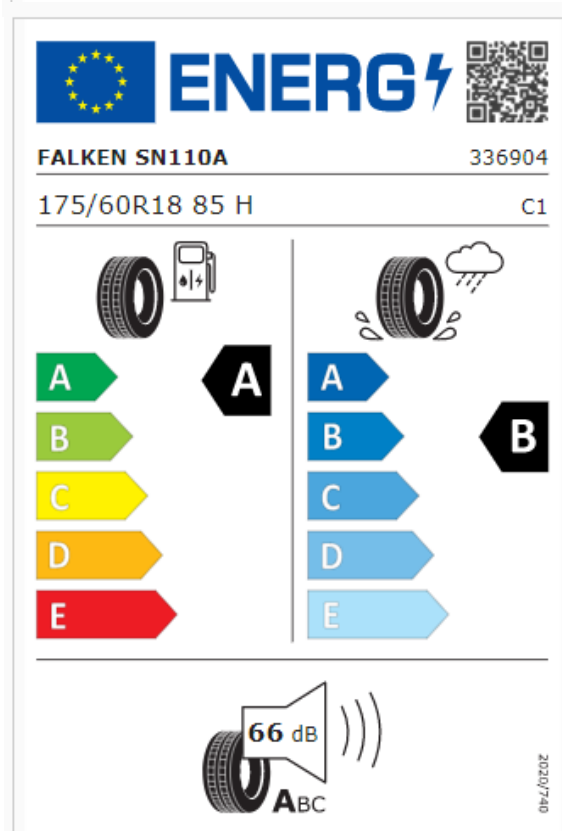 ENERG
FALKEN SN110A 336904
175/60R18 85 H C1
A A A
B B B
C C
D D
E E
66 dB
ABC
2020/740